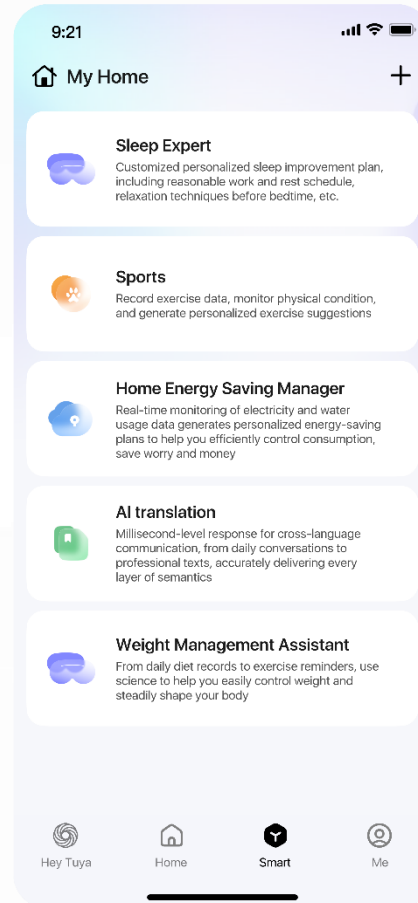 9:21
My Home
Sleep Expert
Customized personalized sleep improvement plan,
including reasonable work and rest schedule,
relaxation techniques before bedtime, etc.
Sports
Record exercise data, monitor physical condition,
and generate personalized exercise suggestions
Home Energy Saving Manager
Real-time monitoring of electricity and water
usage data generates personalized energy-saving
plans to help you efficiently control consumption,
save worry and money
AI translation
Millisecond-level response for cross-language
communication, from daily conversations to
professional texts, accurately delivering every
layer of semantics
Weight Management Assistant
From daily diet records to exercise reminders, use
science to help you easily control weight and
steadily shape your body
Hey Tuya
Home
Smart
Me